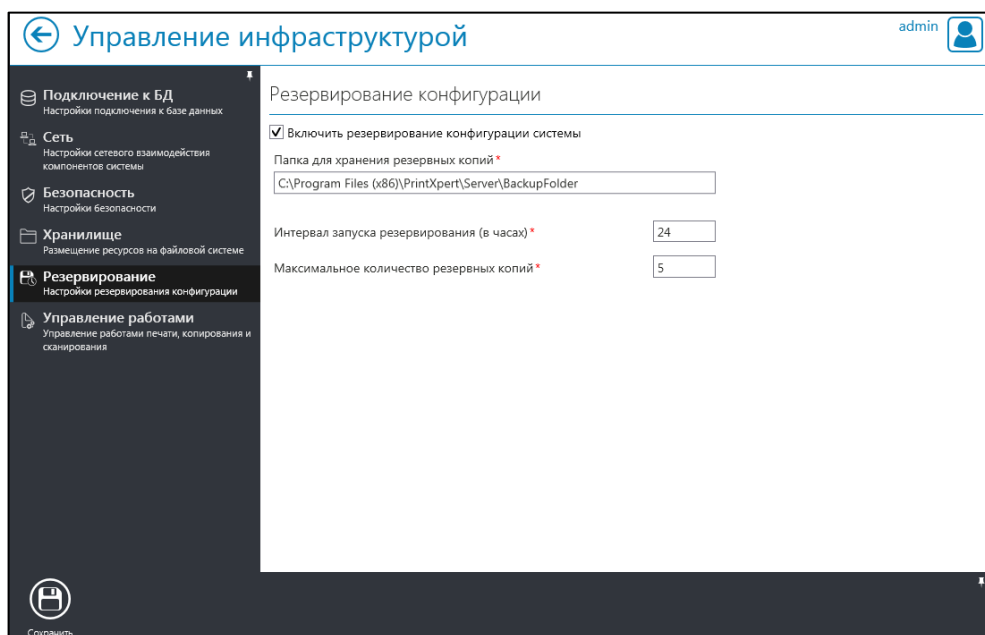 Управление инфраструктурой
admin
Подключение к БД
Настройки подключения к базе данных
Сеть
Настройки сетевого взаимодействия
компонентов системы
Безопасность
Настройки безопасности
Хранилище
Размещение ресурсов на файловой системе
Резервирование
Настройки резервирования конфигурации
Управление работами
Управление работами печати, копирования и
сканирования
Резервирование конфигурации
Включить резервирование конфигурации системы
Папка для хранения резервных копий*
C:\Program Files (x86)\PrintXpert\Server\BackupFolder
Интервал запуска резервирования (в часах)* 24
Максимальное количество резервных копий* 5
Сохранить